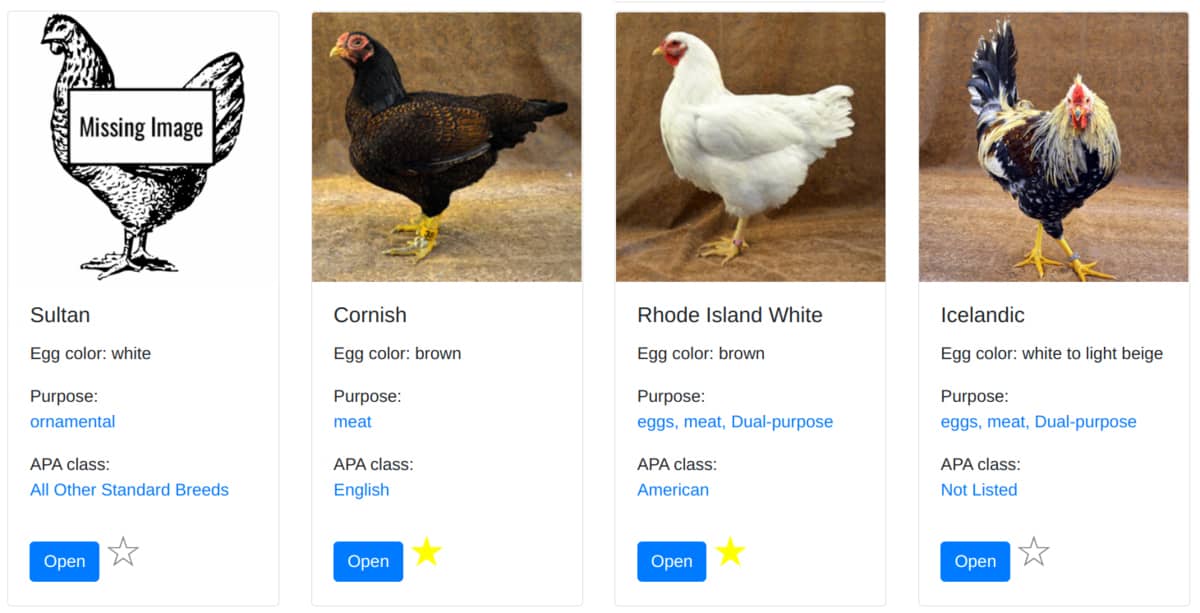 Missing Image
Sultan
Egg color: white
Purpose:
ornamental
APA class:
All Other Standard Breeds
Open
Cornish
Egg color: brown
Purpose:
meat
APA class:
English
Open
Rhode Island White
Egg color: brown
Purpose:
eggs, meat, Dual-purpose
APA class:
American
Open
Icelandic
Egg color: white to light beige
Purpose:
eggs, meat, Dual-purpose
APA class:
Not Listed
Open